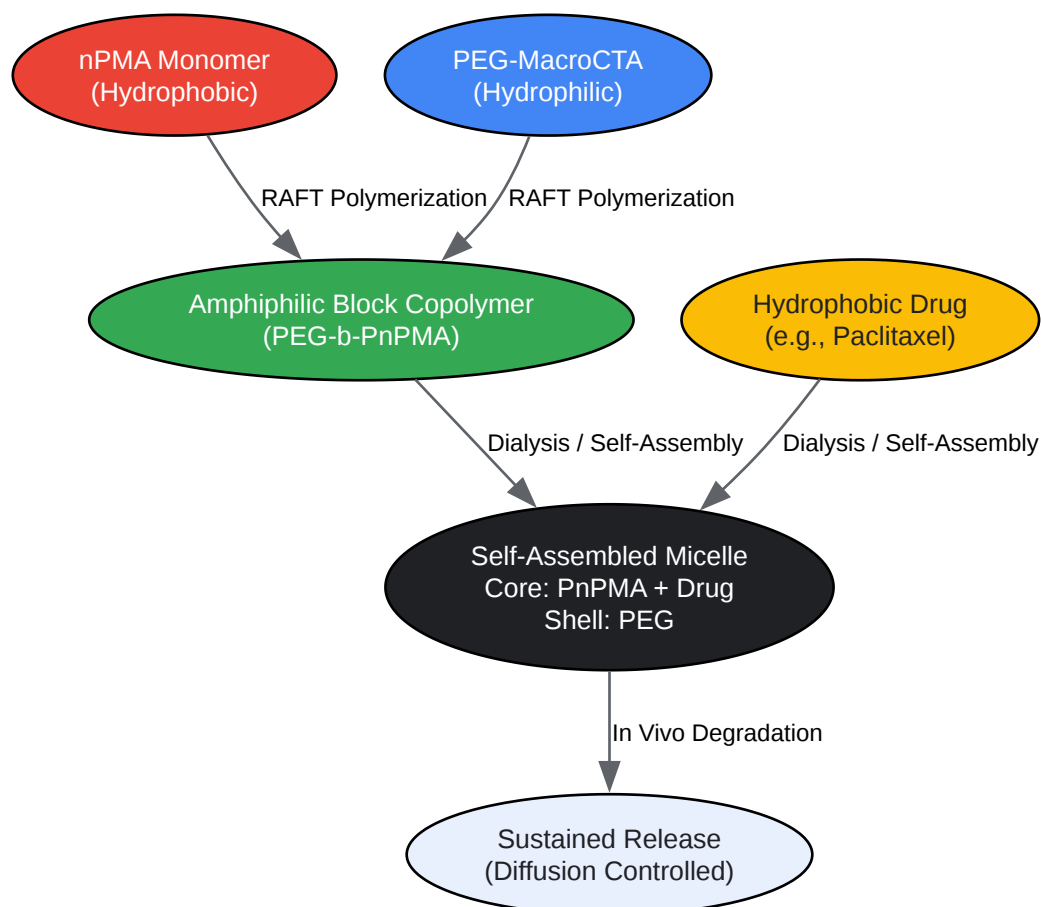 nPMA Monomer
(Hydrophobic)
PEG-MacroCTA
(Hydrophilic)
RAFT Polymerization
RAFT Polymerization
Amphiphilic Block Copolymer
(PEG-b-PnPMA)
Hydrophobic Drug
(e.g., Paclitaxel)
Dialysis / Self-Assembly
Dialysis / Self-Assembly
Self-Assembled Micelle
Core: PnPMA + Drug
Shell: PEG
In Vivo Degradation
Sustained Release
(Diffusion Controlled)